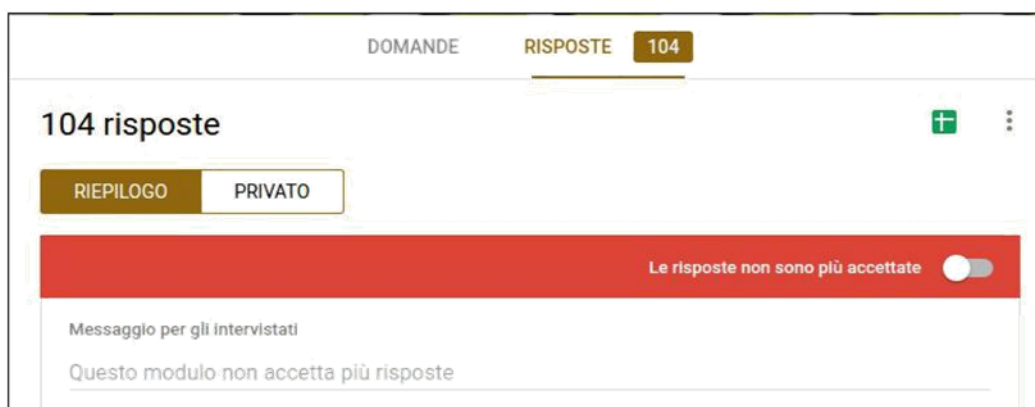 DOMANDE RISPOSTE 104
104 risposte
RIEPILOGO PRIVATO
Le risposte non sono più accettate
Messaggio per gli intervistati
Questo modulo non accetta più risposte